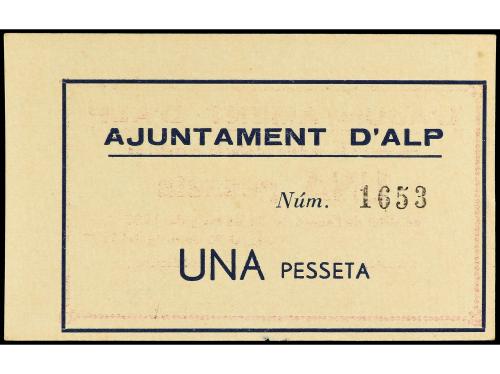 AJUNTAMENT D'ALP
Núm. 1653
UNA PESSETA